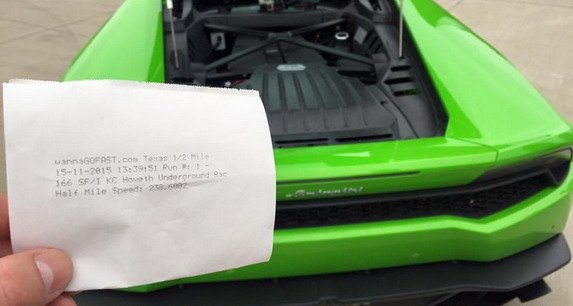 wannaGOFAST.com Texas 1/2 Mile
15-11-2015 13:39:51 Run #: 1 -
166 SF/I KC Howeth Underground Rac
Half Mile Speed: 238.6002